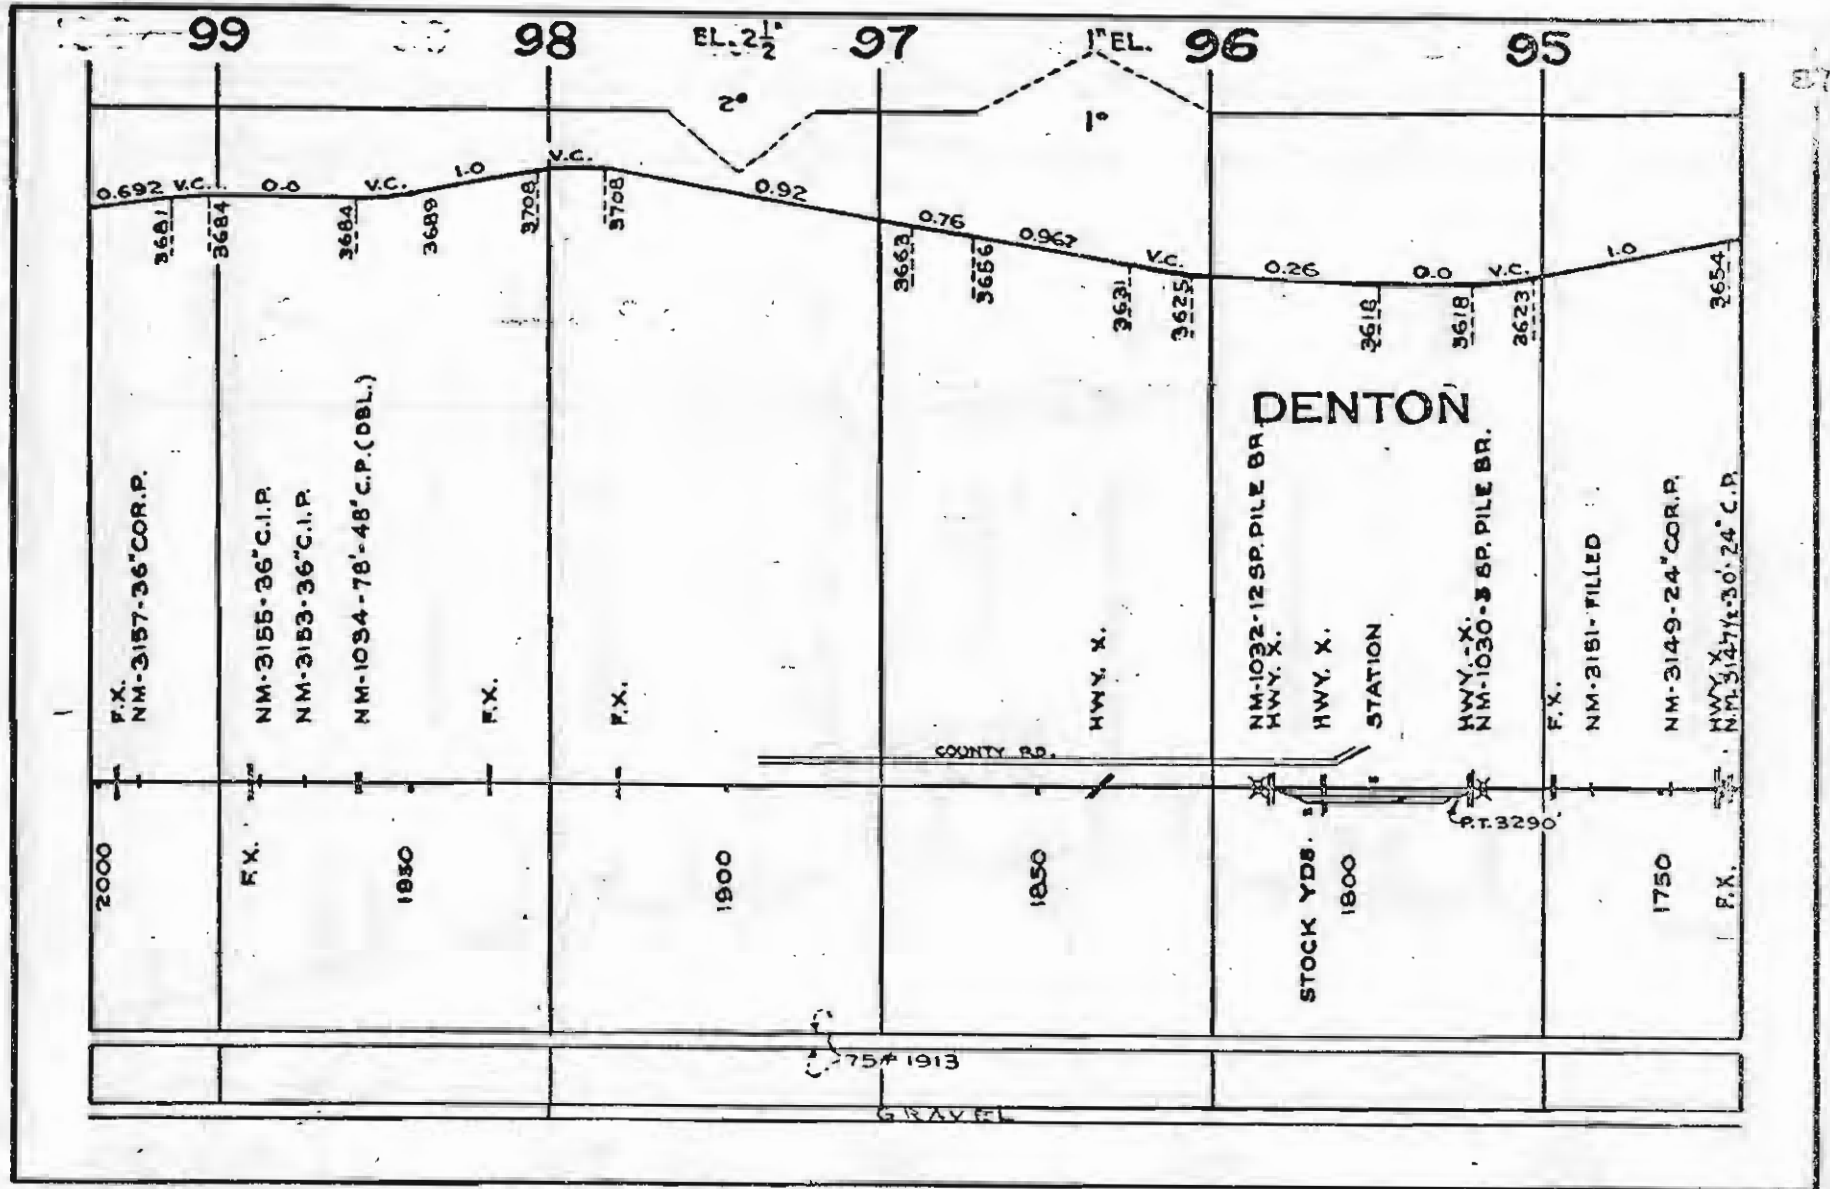 99
98
EL. 2½"
97
1" EL.
96
95
2°
1°
0.692
V.C.
0.0
V.C.
1.0
V.C.
0.92
0.76
0.967
V.C.
0.26
0.0
V.C.
1.0
3681
3684
3684
3689
3708
3708
3663
3656
3631
3625
3618
3618
3623
3654
DENTON
F.X.
NM-3157-36"COR.P.
NM-3155-36"C.I.P.
NM-3153-36"C.I.P.
NM-1034-78'-48"C.P.(DBL.)
F.X.
F.X.
HWY. X.
NM-1032-12 SP. PILE BR.
HWY. X.
HWY. X.
STATION
HWY.-X.
NM-1030-3 SP. PILE BR.
F.X.
NM-3151-FILLED
NM-3149-24"COR.P.
HWY. X.
N.M-3147½-30'-24" C.P.
COUNTY RD.
P.T. 3290'
2000
F.X.
1900
1850
STOCK YDS.
1800
1750
F.X.
75# 1913
GRAVEL